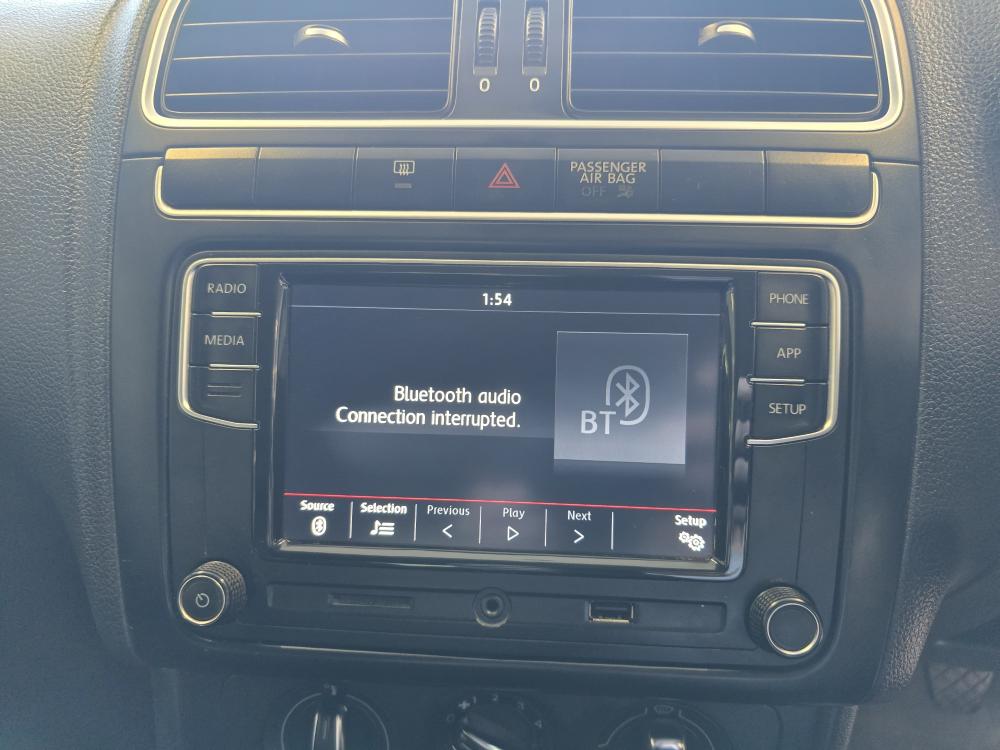 0 0
PASSENGER
AIR BAG
OFF
RADIO
MEDIA
1:54
Bluetooth audio
Connection interrupted.
BT
PHONE
APP
SETUP
Source Selection Previous Play Next Setup